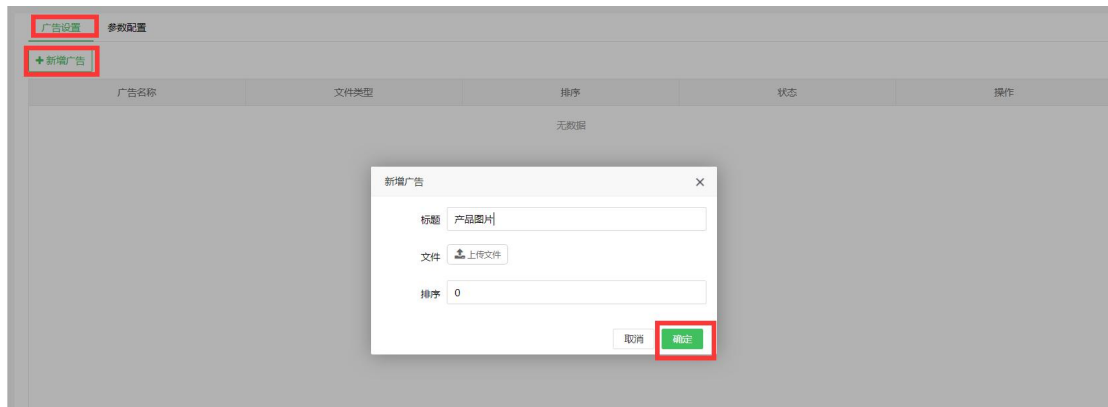 广告设置 参数配置
+新增广告
广告名称 文件类型 排序 状态 操作
无数据
新增广告 ×
标题 产品图片
文件 上传文件
排序 0
取消 确定